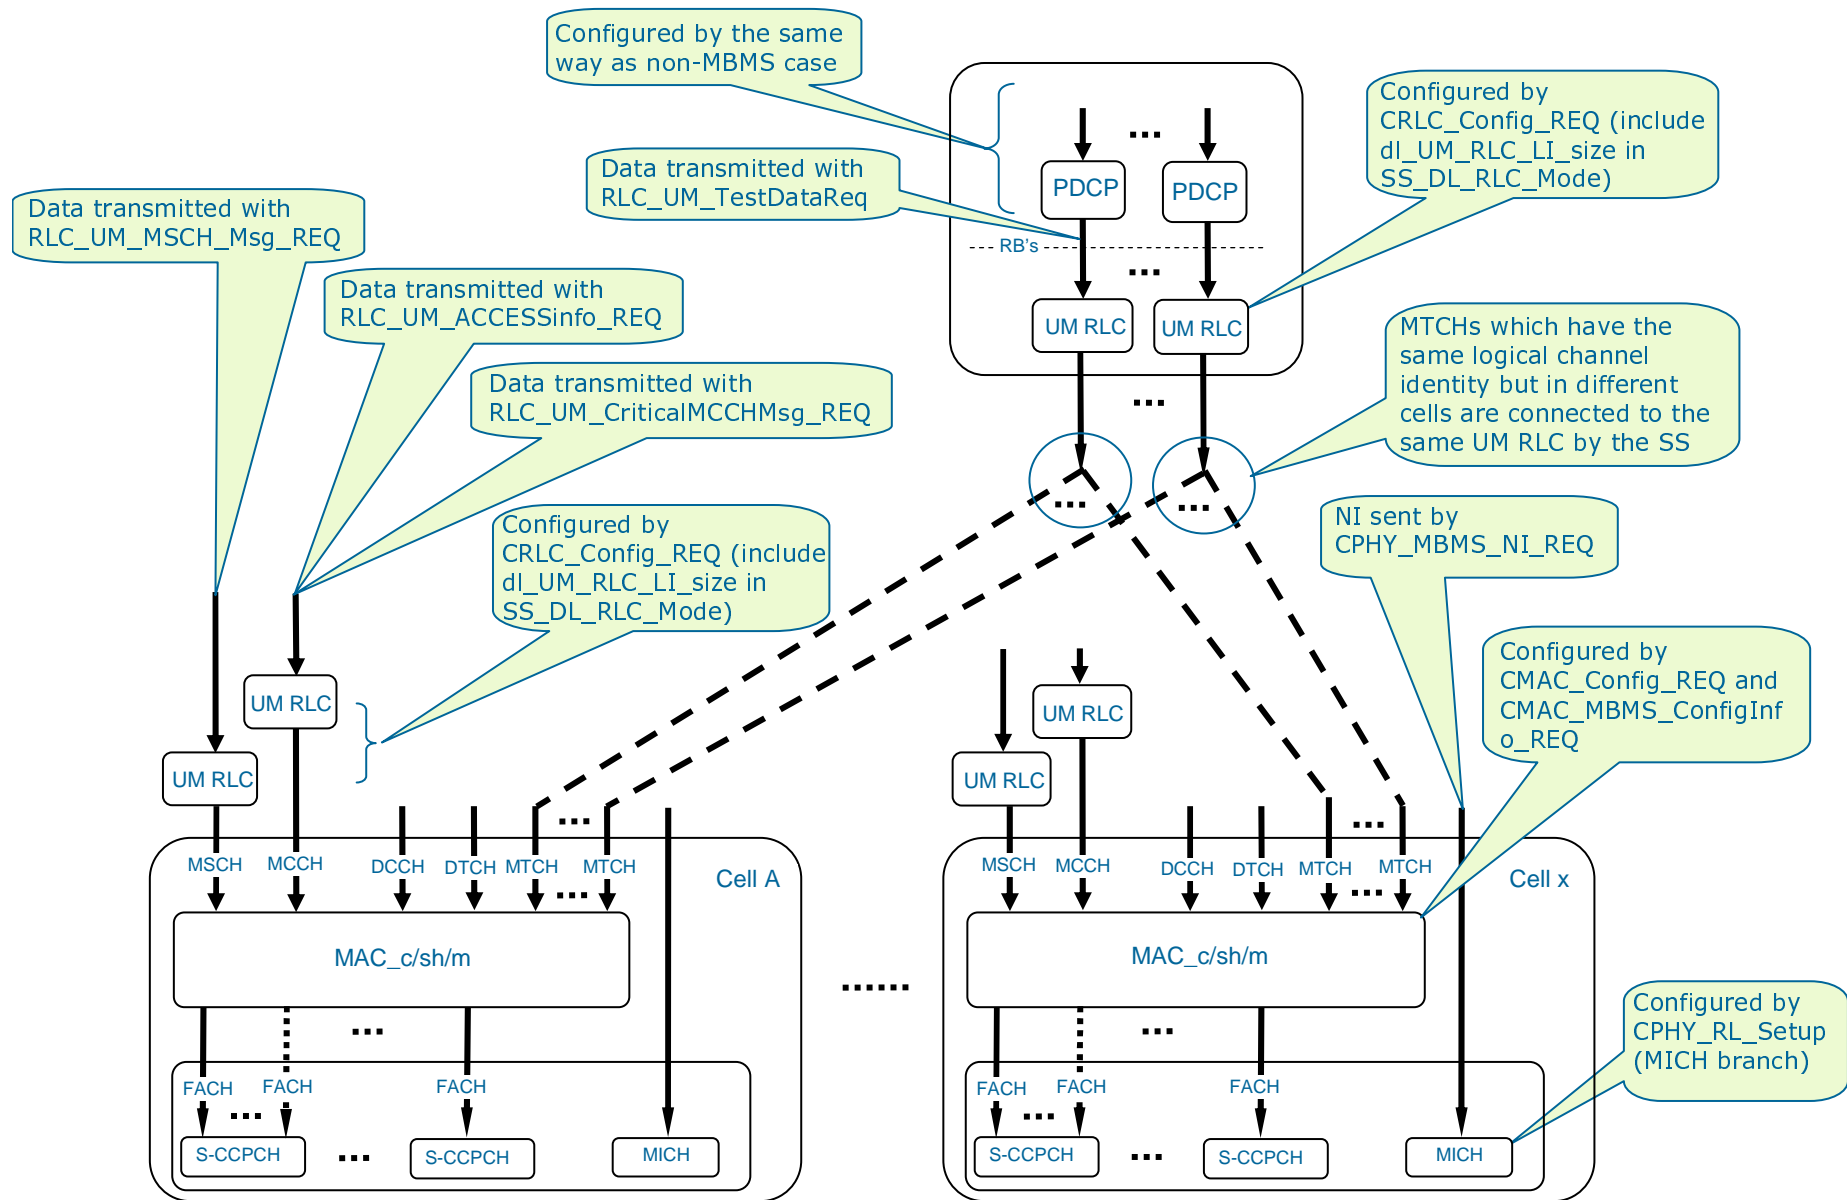 Configured by the same
way as non-MBMS case
Configured by
CRLC_Config_REQ (include
dl_UM_RLC_LI_size in
SS_DL_RLC_Mode)
Data transmitted with
RLC_UM_TestDataReq
PDCP
PDCP
Data transmitted with
RLC_UM_MSCH_Msg_REQ
RB's
Data transmitted with
RLC_UM_ACCESSinfo_REQ
UM RLC
UM RLC
MTCHs which have the
same logical channel
identity but in different
cells are connected to the
same UM RLC by the SS
Data transmitted with
RLC_UM_CriticalMCCHMsg_REQ
Configured by
CRLC_Config_REQ (include
dl_UM_RLC_LI_size in
SS_DL_RLC_Mode)
NI sent by
CPHY_MBMS_NI_REQ
Configured by
CMAC_Config_REQ and
CMAC_MBMS_ConfigInf
o_REQ
UM RLC
UM RLC
UM RLC
UM RLC
MSCH
MCCH
DCCH
DTCH
MTCH
MTCH
Cell A
MSCH
MCCH
DCCH
DTCH
MTCH
MTCH
Cell x
MAC_c/sh/m
MAC_c/sh/m
Configured by
CPHY_RL_Setup
(MICH branch)
FACH
FACH
FACH
FACH
FACH
FACH
S-CCPCH
S-CCPCH
MICH
S-CCPCH
S-CCPCH
MICH